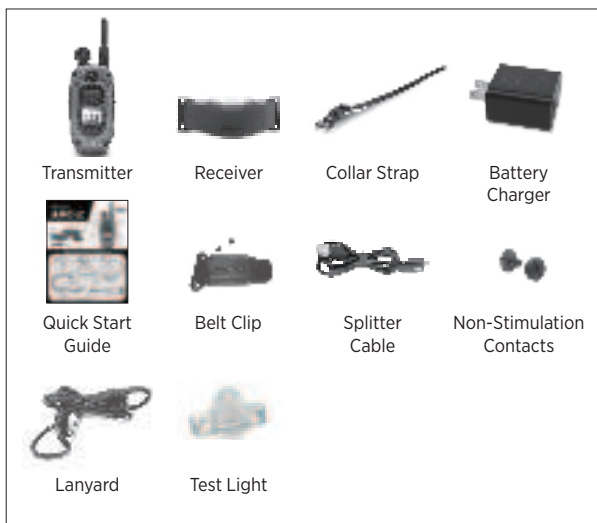 Transmitter
Receiver
Collar Strap
Battery
Charger
Quick Start
Guide
Belt Clip
Splitter
Cable
Non-Stimulation
Contacts
Lanyard
Test Light